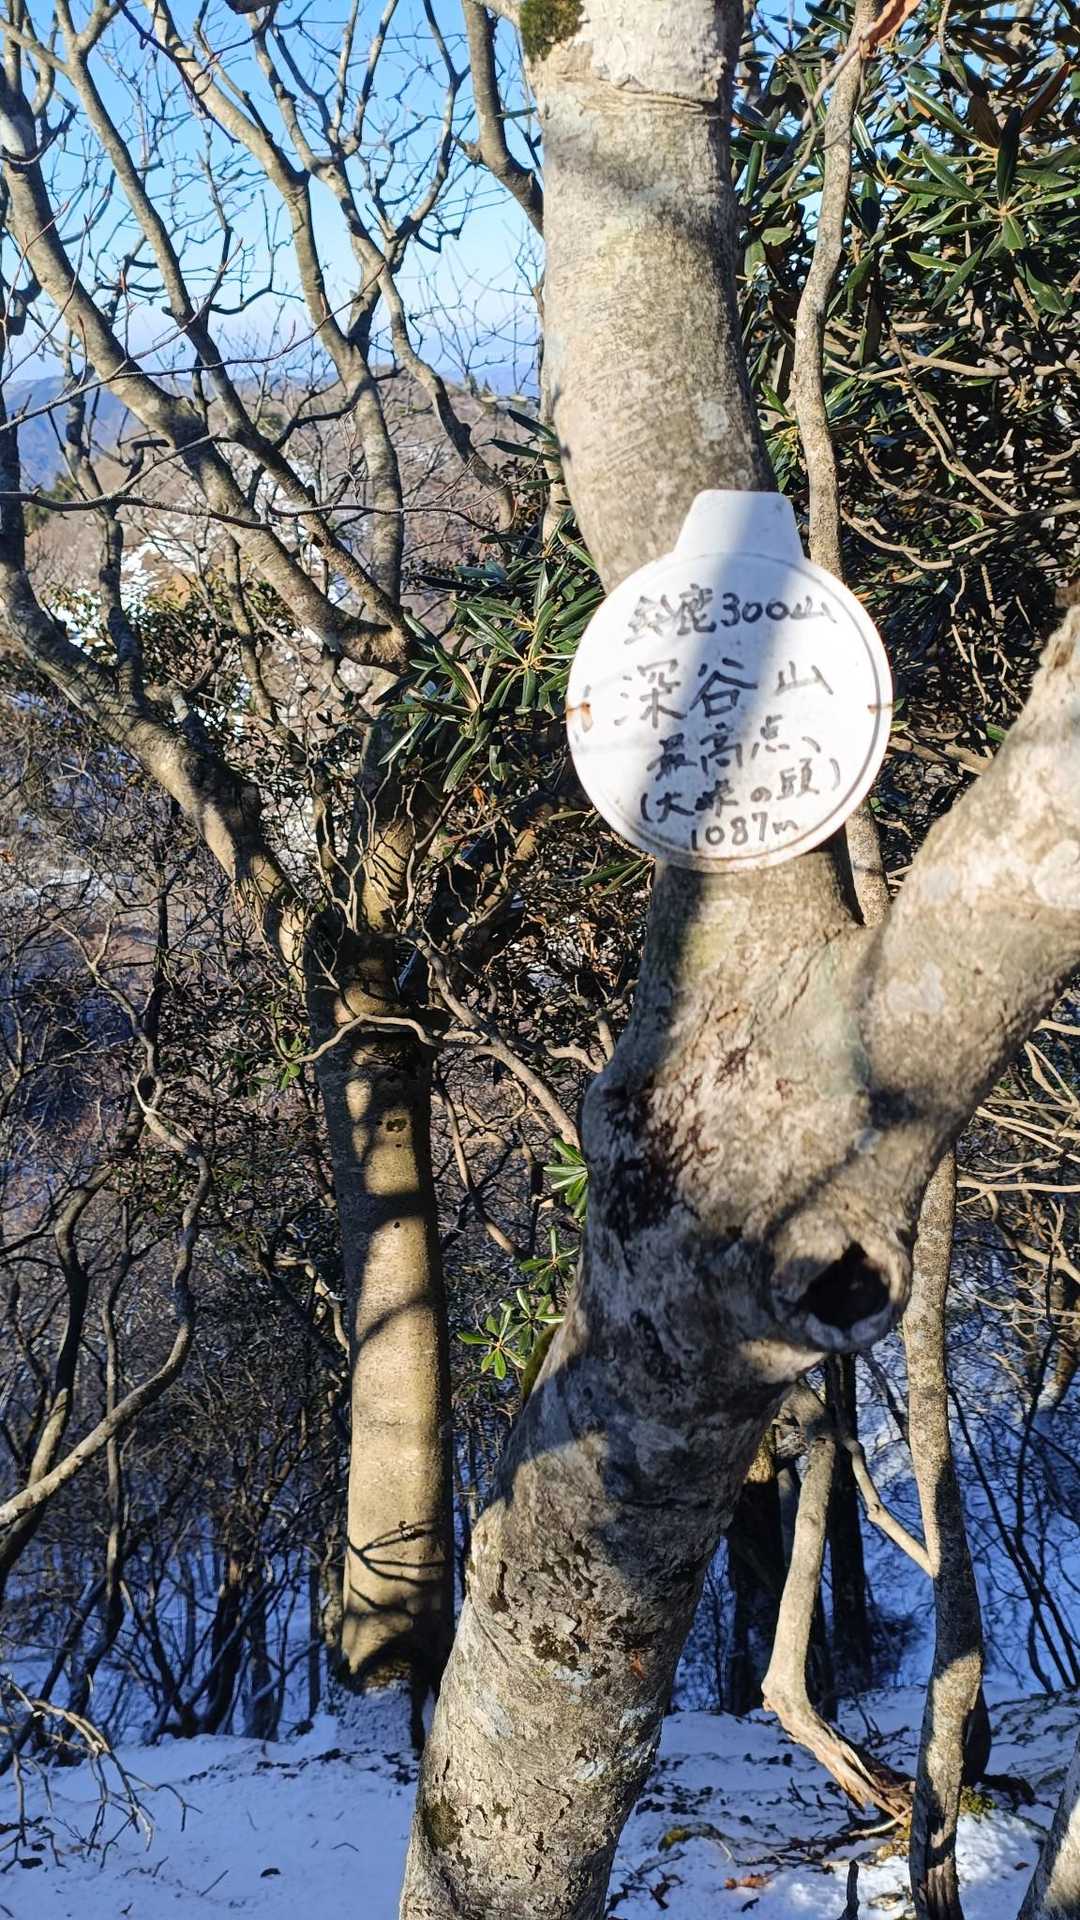 鈴鹿300山
深谷山
最高点、
(大峠の頭)
1087m